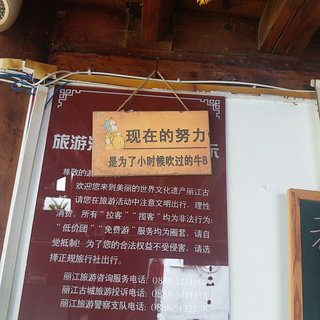 现在的努力
是为了小时候吹过的牛B
旅游
尊敬的游
欢迎您来到美丽的世界文化遗产丽江古
城 请您在旅游活动中注意文明出行、理性
消费。所有"拉客""揽客"均为非法行为;
"低价团""免费游"服务均为圈套,请自
觉抵制!为了您的合法权益不受侵害,请选
择正规旅行社出行。
丽江旅游咨询服务电话:
丽江古城旅游投诉电话:
丽江旅游警察支队电话: 0888-5132168